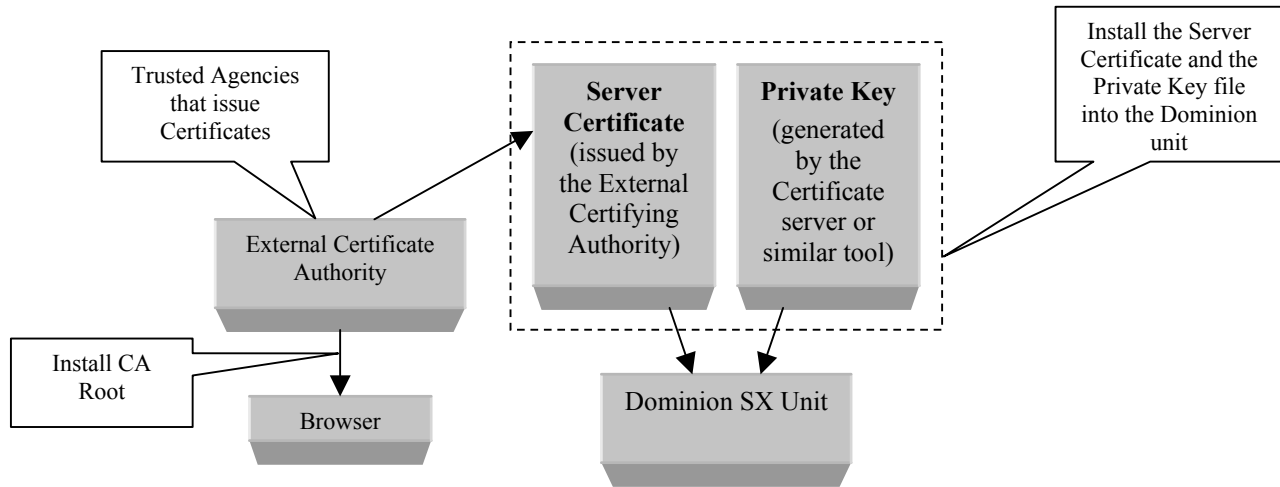 Trusted Agencies
that issue
Certificates
External Certificate
Authority
Install CA
Root
Browser
Server
Certificate
(issued by
the External
Certifying
Authority)
Private Key
(generated
by the
Certificate
server or
similar tool)
Install the Server
Certificate and the
Private Key file
into the Dominion
unit
Dominion SX Unit